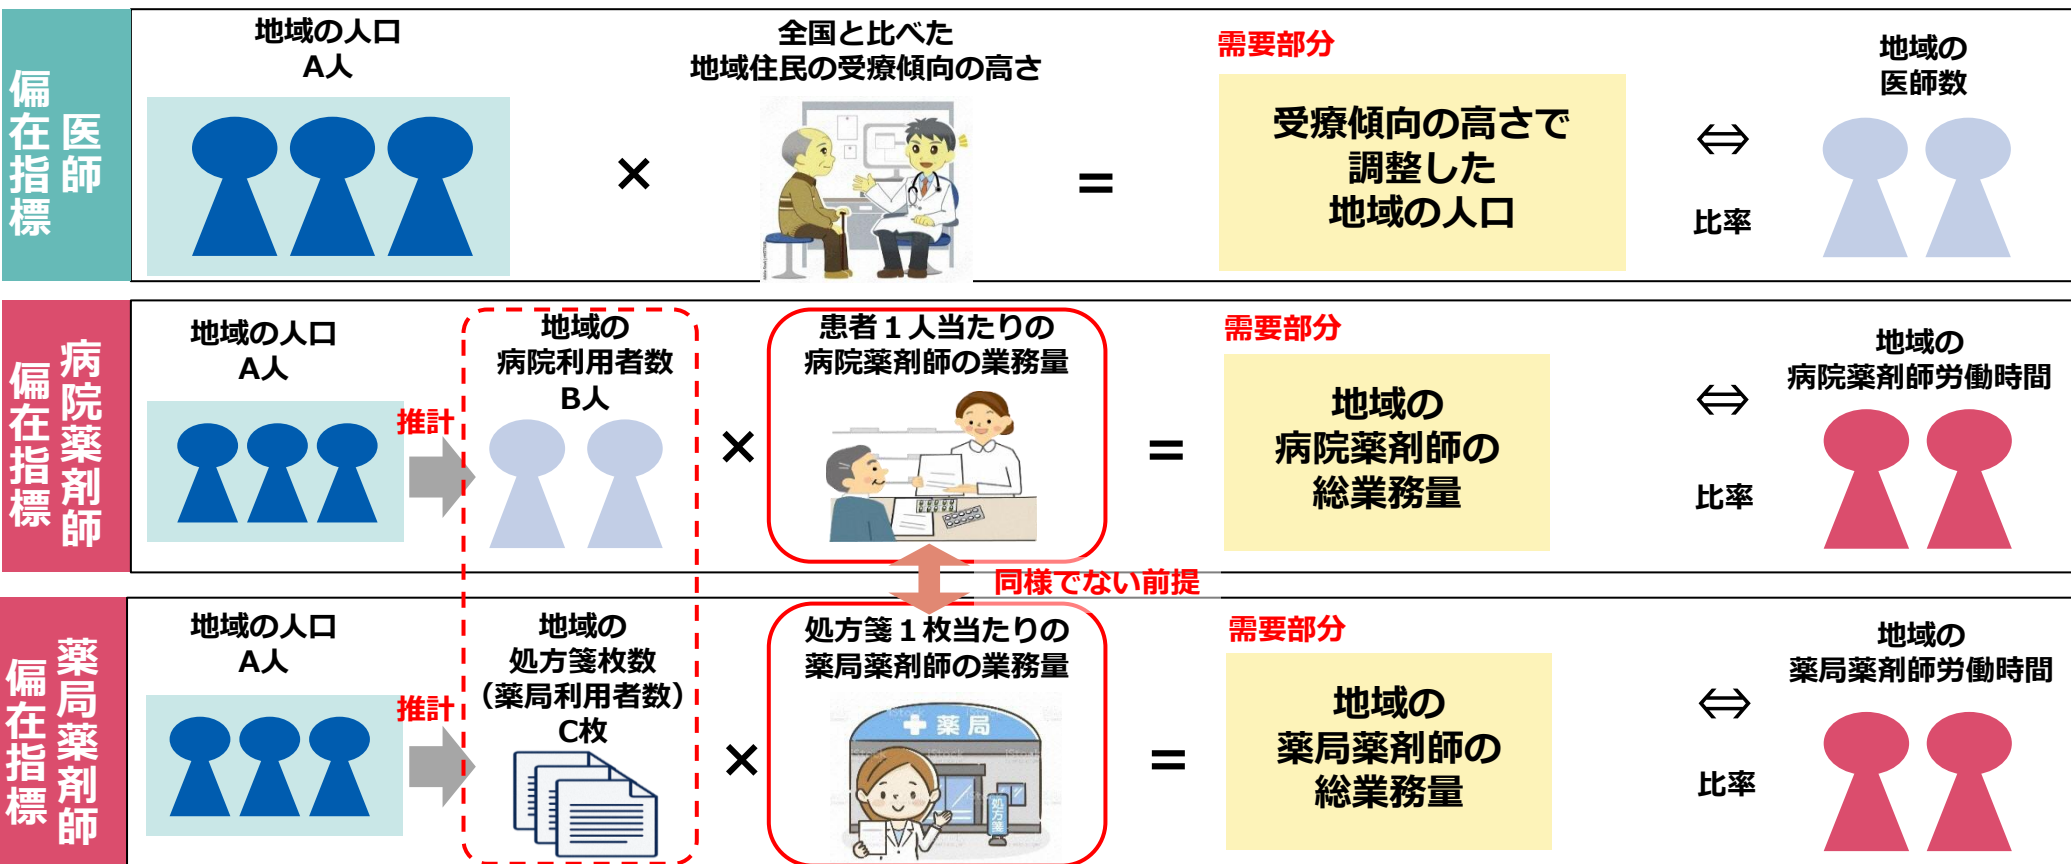 医師
偏在指標
地域の人口
A人
×
全国と比べた
地域住民の受療傾向の高さ
=
需要部分
受療傾向の高さで
調整した
地域の人口
⇔
比率
地域の
医師数
病院薬剤師
偏在指標
地域の人口
A人
推計
地域の
病院利用者数
B人
×
患者1人当たりの
病院薬剤師の業務量
=
需要部分
地域の
病院薬剤師の
総業務量
⇔
比率
地域の
病院薬剤師労働時間
同様でない前提
薬局薬剤師
偏在指標
地域の人口
A人
推計
地域の
処方箋枚数
（薬局利用者数）
C枚
×
処方箋1枚当たりの
薬局薬剤師の業務量
薬局
処方箋
=
需要部分
地域の
薬局薬剤師の
総業務量
⇔
比率
地域の
薬局薬剤師労働時間